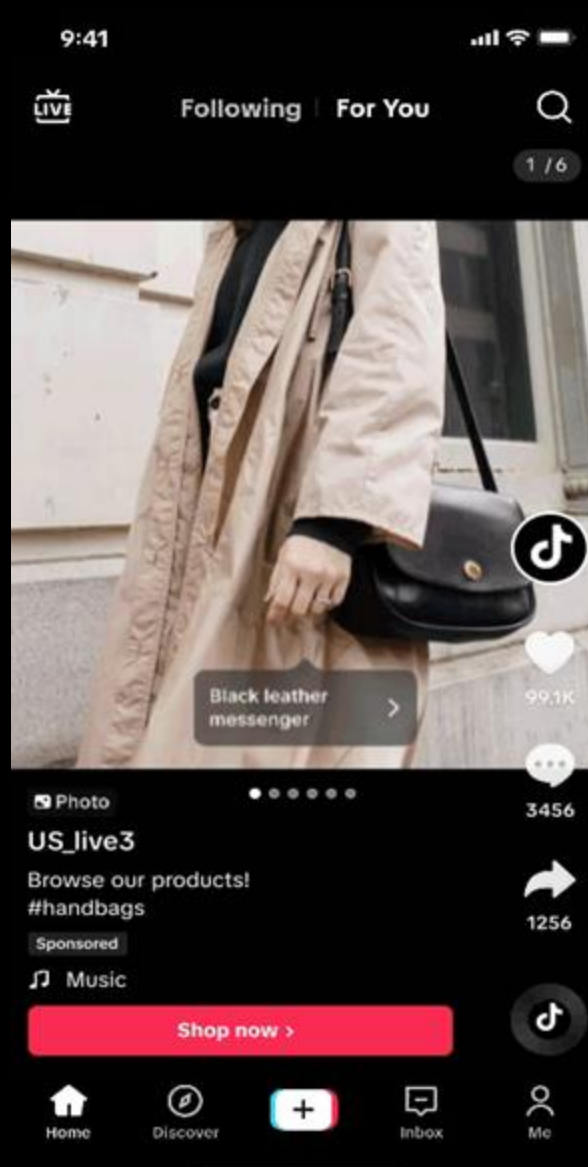 9:41
LIVE
Following
For You
1 / 6
Black leather
messenger
99.1K
Photo
3456
US_live3
Browse our products!
#handbags
1256
Sponsored
Music
Shop now
Home
Discover
Inbox
Me